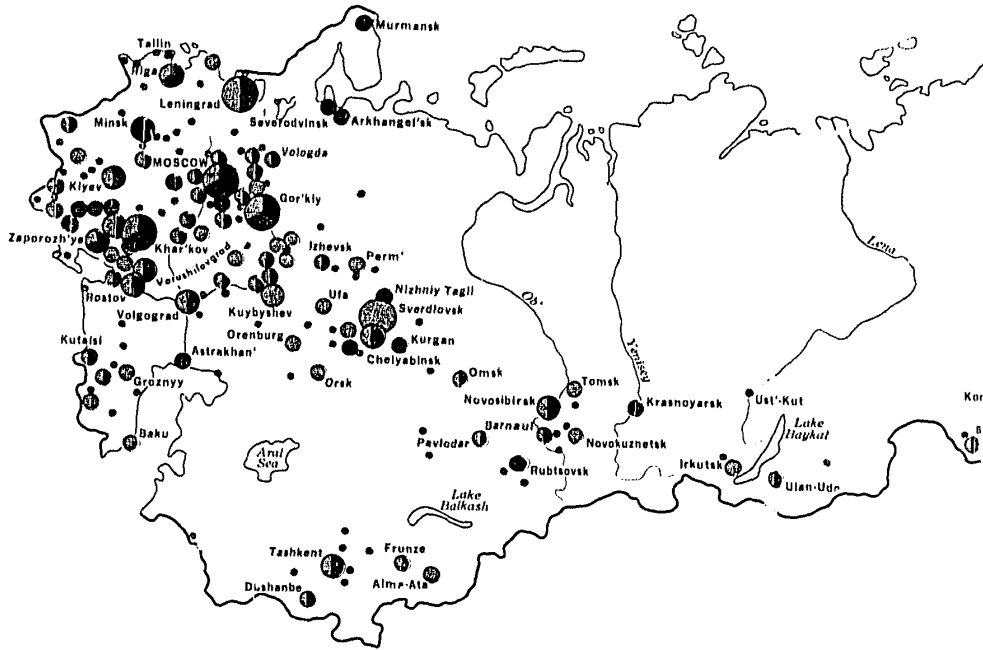 Murmansk
Tallin
Riga
Leningrad
Severodvinsk
Arkhangel'sk
Minsk
MOSCOW
Vologda
Kiyev
Gor'kiy
Zaporozh'ye
Khar'kov
Izhevsk
Perm'
Voroshilovgrad
Rostov
Nizhniy Tagil
Ufa
Sverdlovsk
Volgograd
Kuybyshev
Orenburg
Kurgan
Kutaisi
Astrakhan'
Chelyabinsk
Groznyy
Orsk
Omsk
Tomsk
Novosibirsk
Krasnoyarsk
Ust'-Kut
Kom
Baku
Barnaul
Pavlodar
Novokuznetsk
Lake
Baykal
Aral
Sea
Rubtsovsk
Irkutsk
Ulan-Ude
Lake
Balkash
Tashkent
Frunze
Dushanbe
Alma-Ata
Ob'
Yenisey
Lena